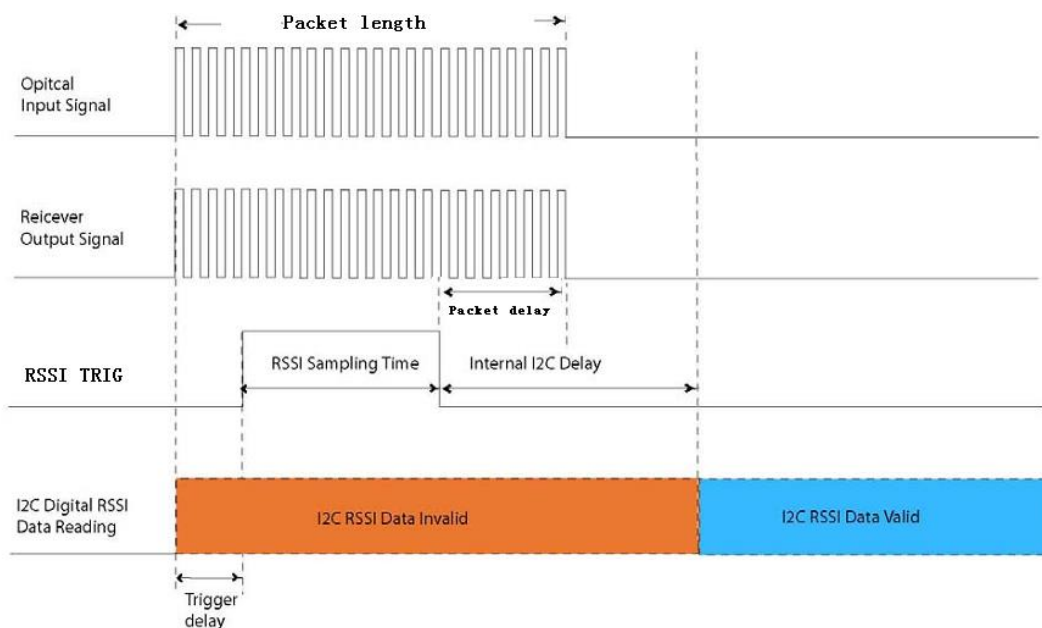 Packet length
Opitcal
Input Signal
Reicever
Output Signal
Packet delay
RSSI Sampling Time
Internal I2C Delay
RSSI TRIG
I2C Digital RSSI
Data Reading
I2C RSSI Data Invalid
I2C RSSI Data Valid
Trigger
delay